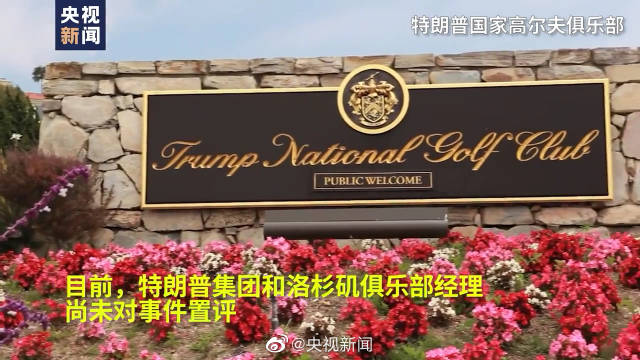 央视
新闻
特朗普国家高尔夫俱乐部
Trump National Golf Club
PUBLIC WELCOME
目前，特朗普集团和洛杉矶俱乐部经理
尚未对事件置评
@央视新闻